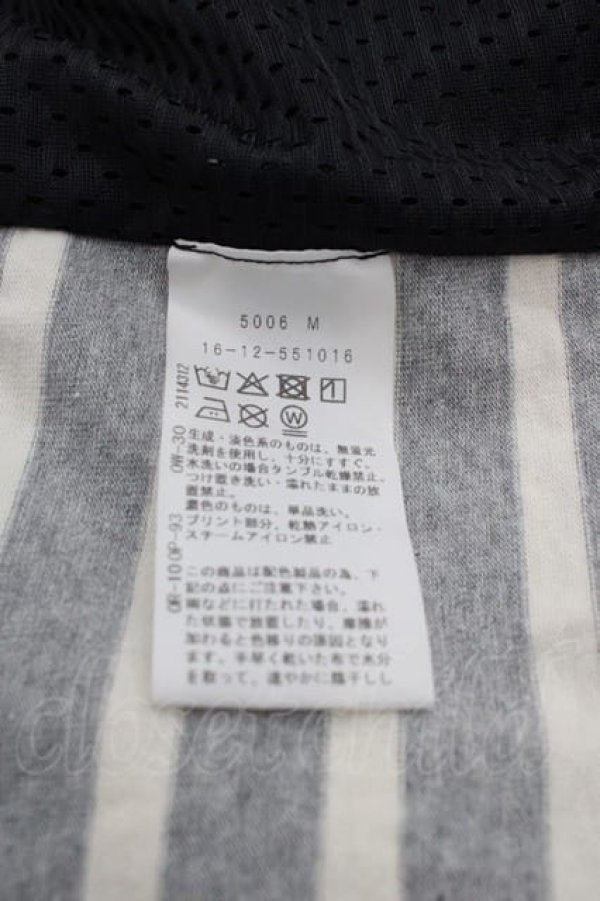 5006 M
16-12-551016
2114312
W
生成・淡色系のものは、無蛍光
洗剤を使用し、十分にすすぐ。
水洗いの場合タンブル乾燥禁止。
つけ置き洗い・濡れたままの放
置禁止。
濃色のものは、単品洗い。
プリント部分、乾熱アイロン・
スチームアイロン禁止
OW-30
OR-10 OP-93
この商品は配色製品の為、下
記の点にご注意下さい。
雨などに打たれた場合、濡れ
た状態で放置したり、摩擦が
加わると色移りの原因となり
ます。手早く乾いた布で水分
を取って、速やかに陰干しし
closet child